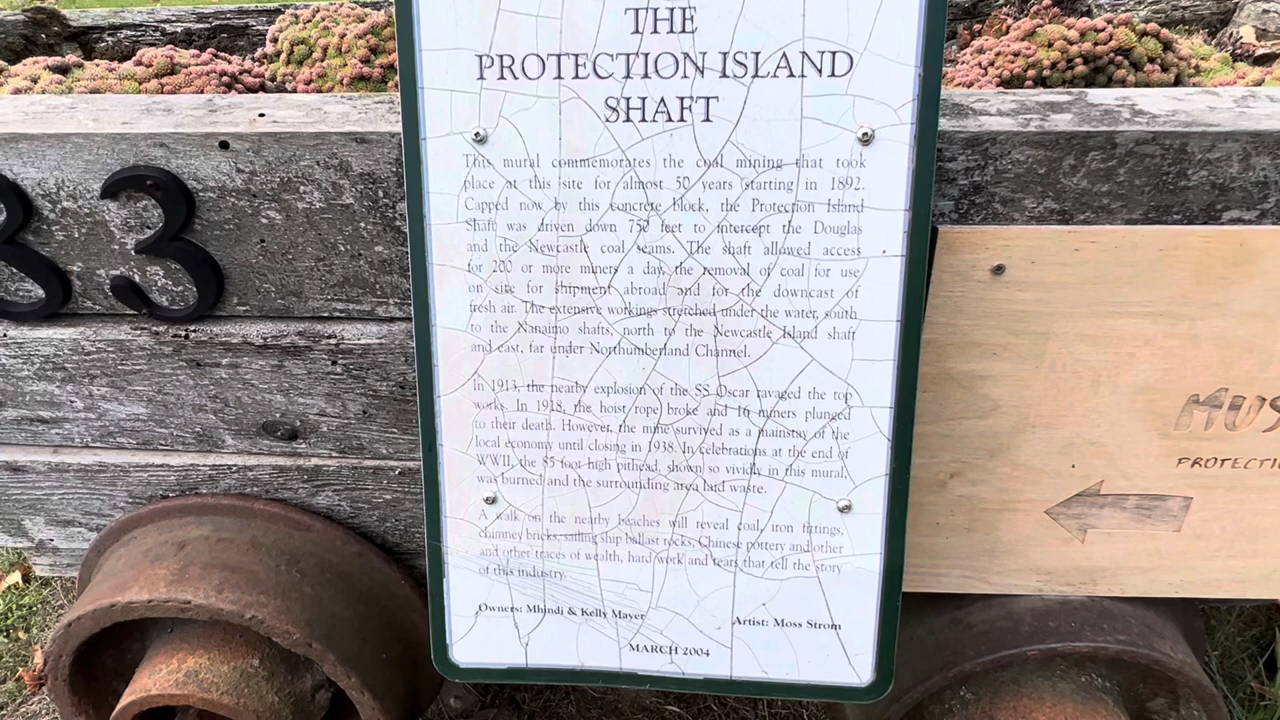 THE
PROTECTION ISLAND
SHAFT
This mural commemorates the coal mining that took
place at this site for almost 50 years starting in 1892.
Capped now by this concrete block, the Protection Island
Shaft was driven down 750 feet to intercept the Douglas
and the Newcastle coal seams. The shaft allowed access
for 200 or more miners a day, the removal of coal for use
on site for shipment abroad and for the downcast of
fresh air. The extensive workings stretched under the water, south
to the Nanaimo shafts, north to the Newcastle Island shaft
and east, far under Northumberland Channel.
In 1913, the nearby explosion of the SS Oscar ravaged the top
works. In 1918, the hoist rope broke and 16 miners plunged
to their death. However, the mine survived as a mainstay of the
local economy until closing in 1938. In celebrations at the end of
WWII, the 85 foot high pithead, shown so vividly in this mural,
was burned and the surrounding area laid waste.
A walk on the nearby beaches will reveal coal, iron fittings,
chimney bricks, sailing ship ballast rocks, Chinese pottery and other
and other traces of wealth, hard work and tears that tell the story
of this industry.
Owners: Mhindi & Kelly Mayer
Artist: Moss Strom
MARCH 2004
83
MUS
PROTECTI